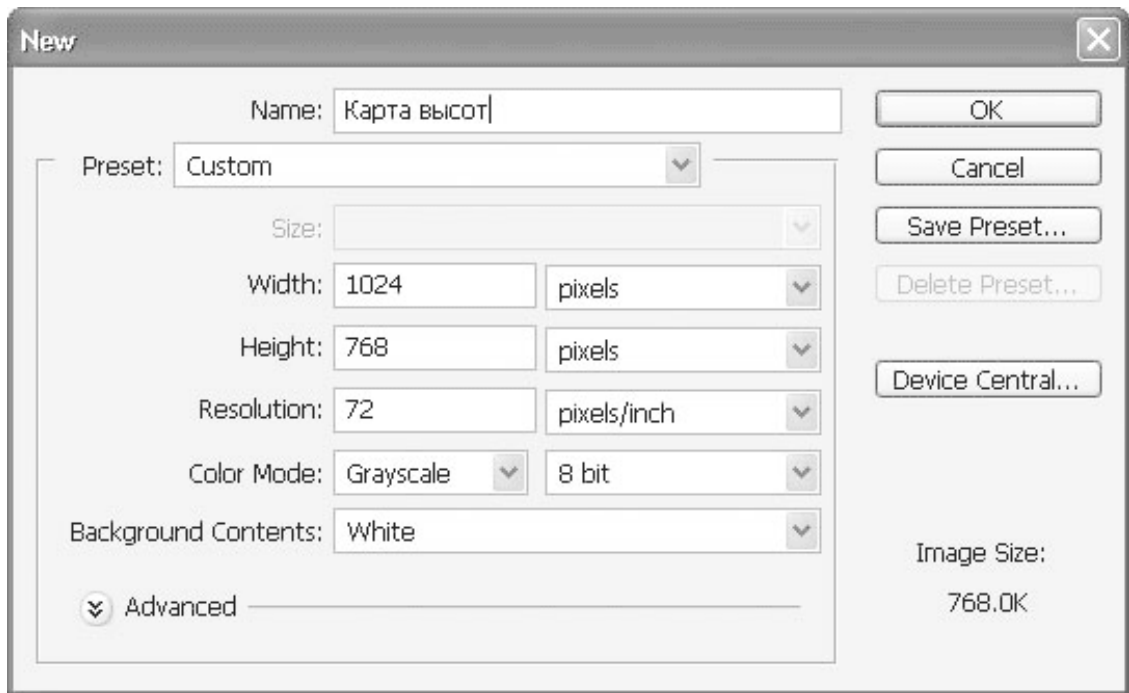 New
Name: Карта высот
OK
Preset: Custom
Cancel
Size:
Save Preset...
Width: 1024 pixels
Delete Preset...
Height: 768 pixels
Device Central...
Resolution: 72 pixels/inch
Color Mode: Grayscale 8 bit
Background Contents: White
Image Size:
Advanced
768.0K